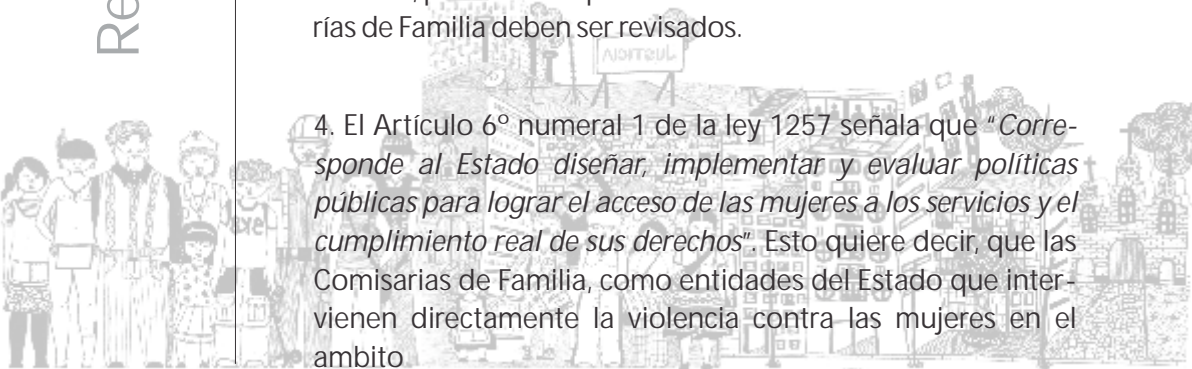 Re
rías de Familia deben ser revisados.
4. El Artículo 6º numeral 1 de la ley 1257 señala que "Corre-
sponde al Estado diseñar, implementar y evaluar políticas
públicas para lograr el acceso de las mujeres a los servicios y el
cumplimiento real de sus derechos". Esto quiere decir, que las
Comisarias de Familia, como entidades del Estado que inter-
vienen directamente la violencia contra las mujeres en el
ambito